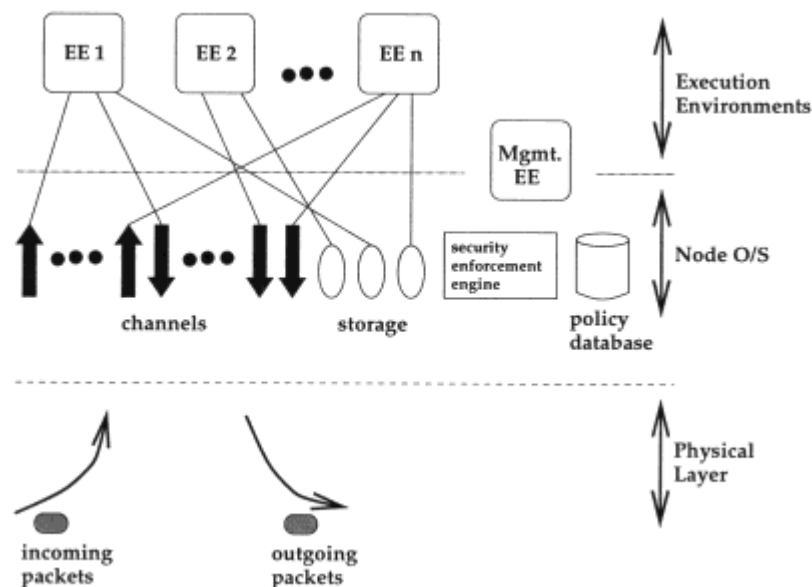 EE 1
EE 2
EE n
Execution
Environments
Mgmt.
EE
security
enforcement
engine
Node O/S
channels
storage
policy
database
Physical
Layer
incoming
packets
outgoing
packets